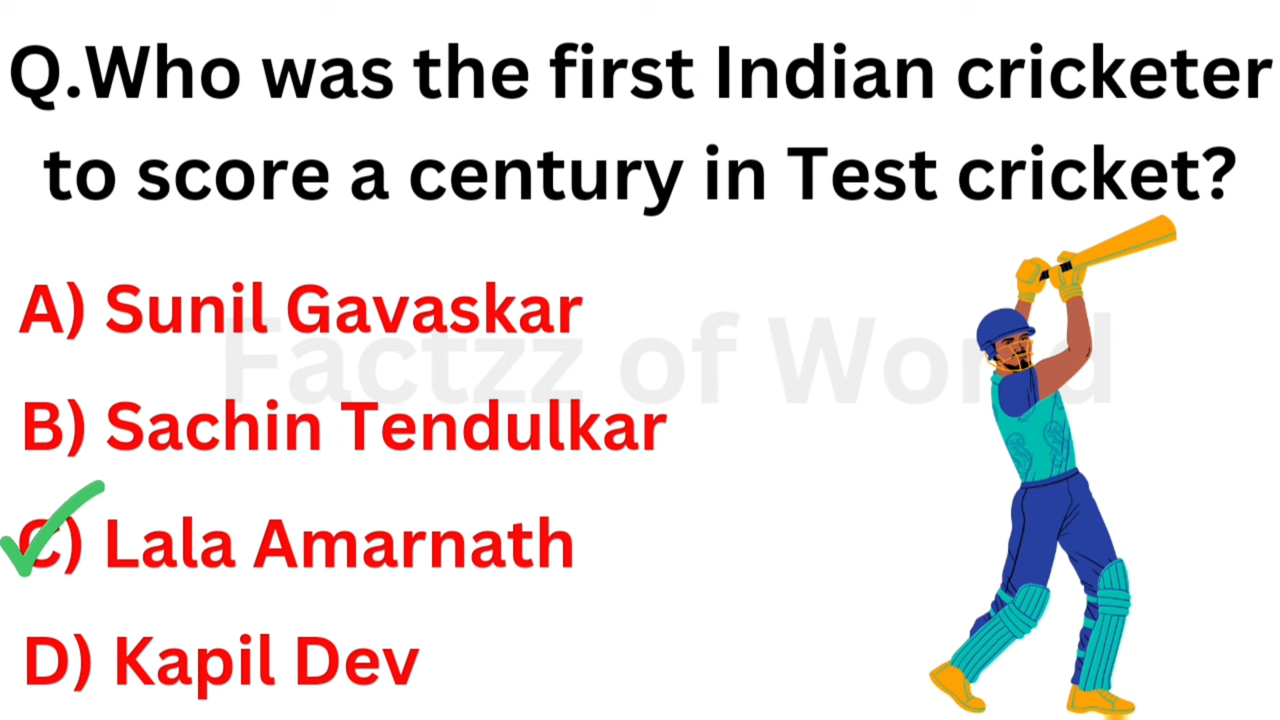 Q.Who was the first Indian cricketer
to score a century in Test cricket?
A) Sunil Gavaskar
Factzz of World
B) Sachin Tendulkar
C) Lala Amarnath
D) Kapil Dev